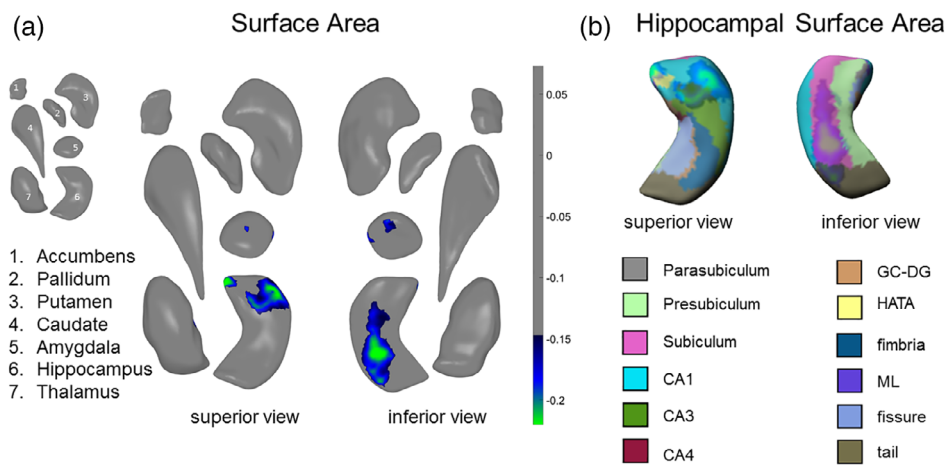 (a)
Surface Area
1
2
3
4
5
6
7
1. Accumbens
2. Pallidum
3. Putamen
4. Caudate
5. Amygdala
6. Hippocampus
7. Thalamus
superior view
inferior view
0.05
0
-0.05
-0.1
-0.15
-0.2
(b)
Hippocampal Surface Area
superior view
inferior view
Parasubiculum
Presubiculum
Subiculum
CA1
CA3
CA4
GC-DG
HATA
fimbria
ML
fissure
tail